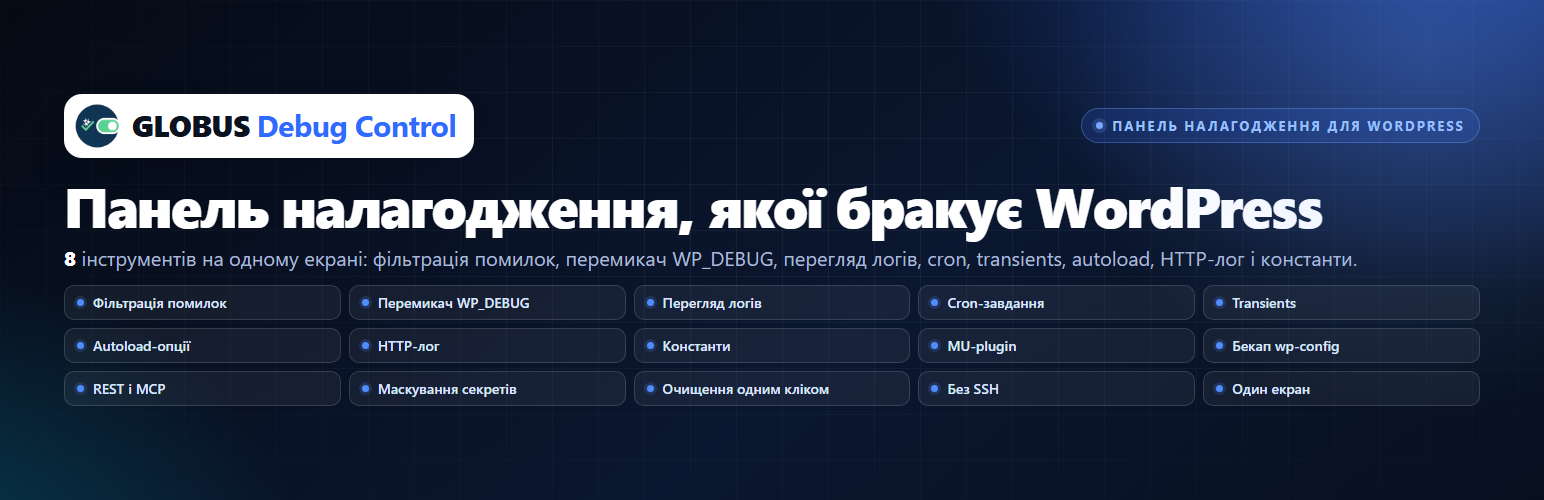 GLOBUS Debug Control
ПАНЕЛЬ НАЛАГОДЖЕННЯ ДЛЯ WORDPRESS
Панель налагодження, якої бракує WordPress
8 інструментів на одному екрані: фільтрація помилок, перемикач WP_DEBUG, перегляд логів, cron, transients, autoload, HTTP-лог і константи.
Фільтрація помилок
Перемикач WP_DEBUG
Перегляд логів
Cron-завдання
Transients
Autoload-опції
HTTP-лог
Константи
MU-plugin
Бекап wp-config
REST і MCP
Маскування секретів
Очищення одним кліком
Без SSH
Один екран